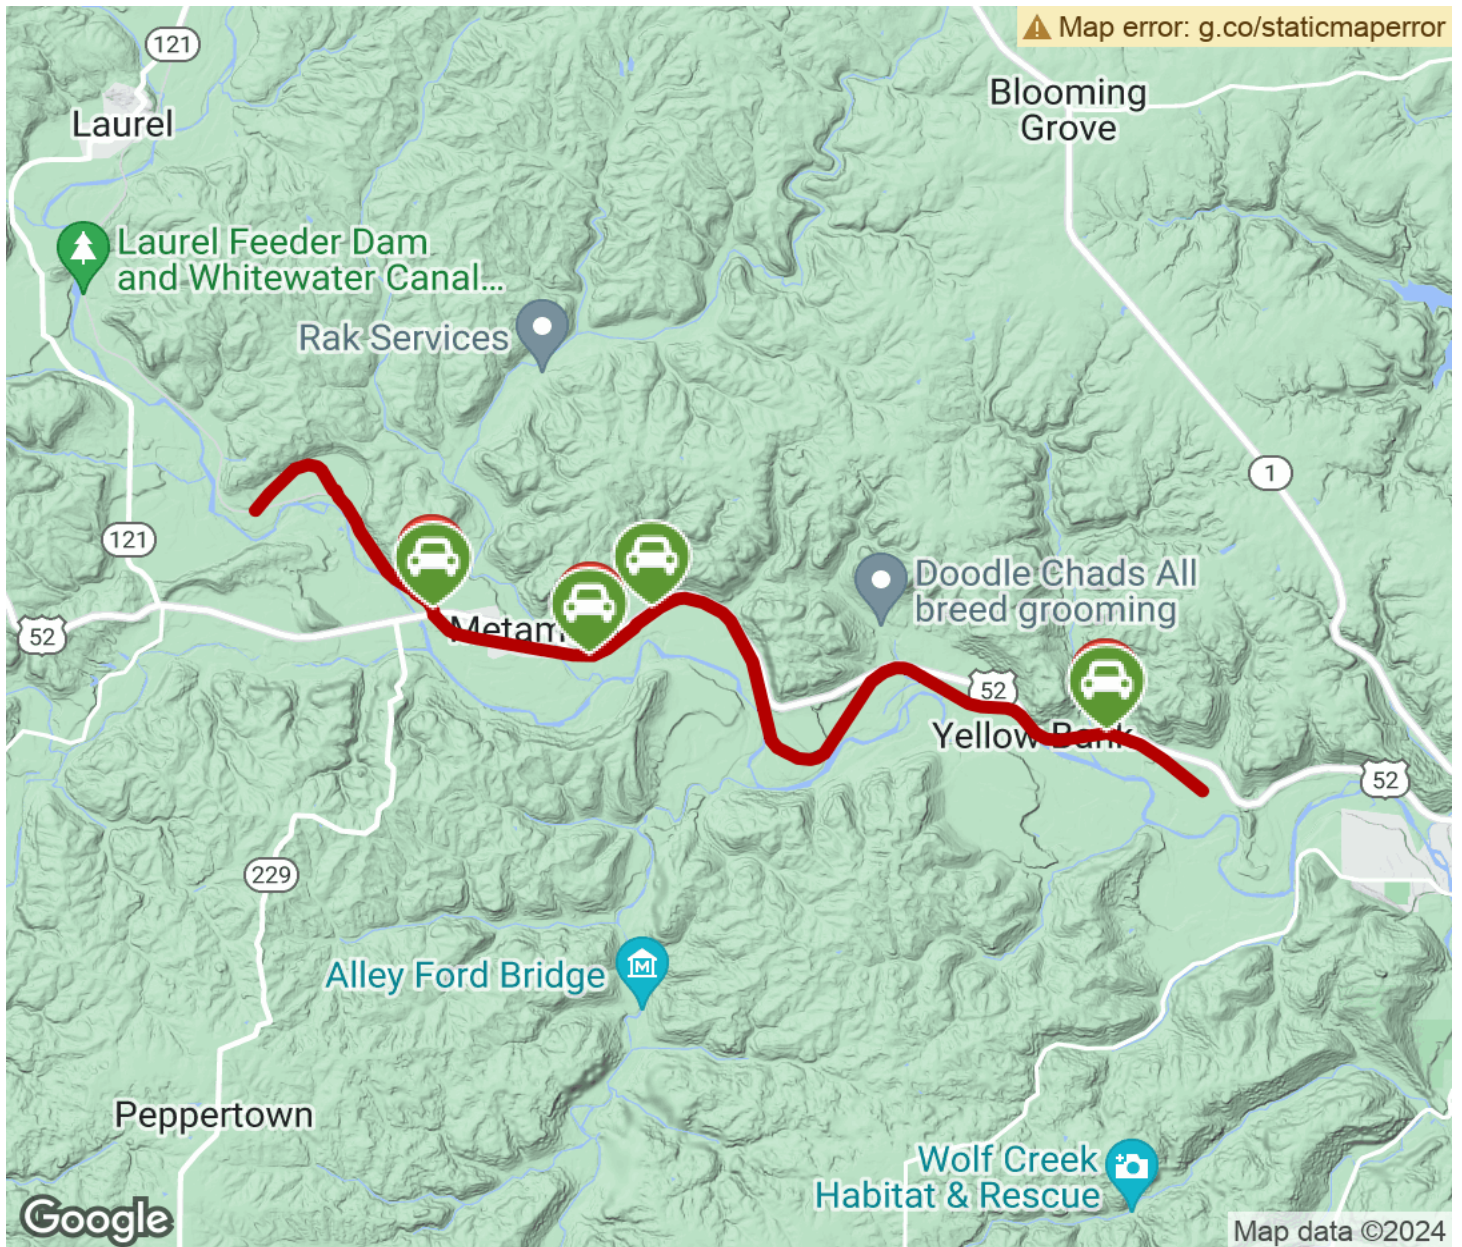 Map error: g.co/staticmaperror
121
Laurel
Blooming
Grove
Laurel Feeder Dam
and Whitewater Canal...
Rak Services
1
121
52
Metam
Doodle Chads All
breed grooming
52
Yellow Bank
52
229
Alley Ford Bridge
Peppertown
Wolf Creek
Habitat & Rescue
Google
Map data ©2024